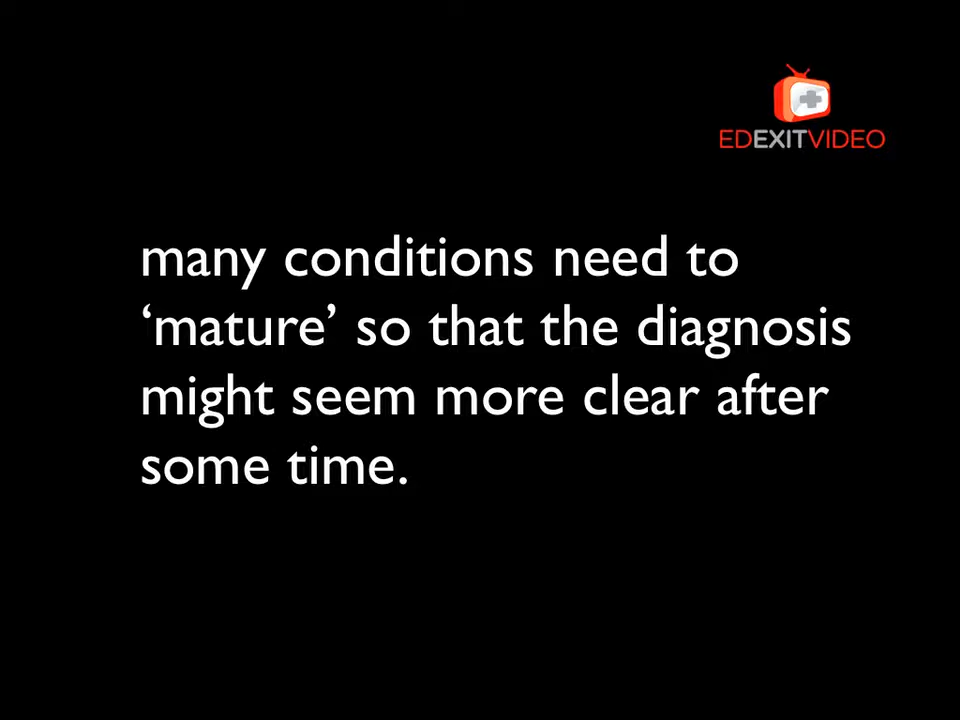 EDEXITVIDEO
many conditions need to
‘mature’ so that the diagnosis
might seem more clear after
some time.